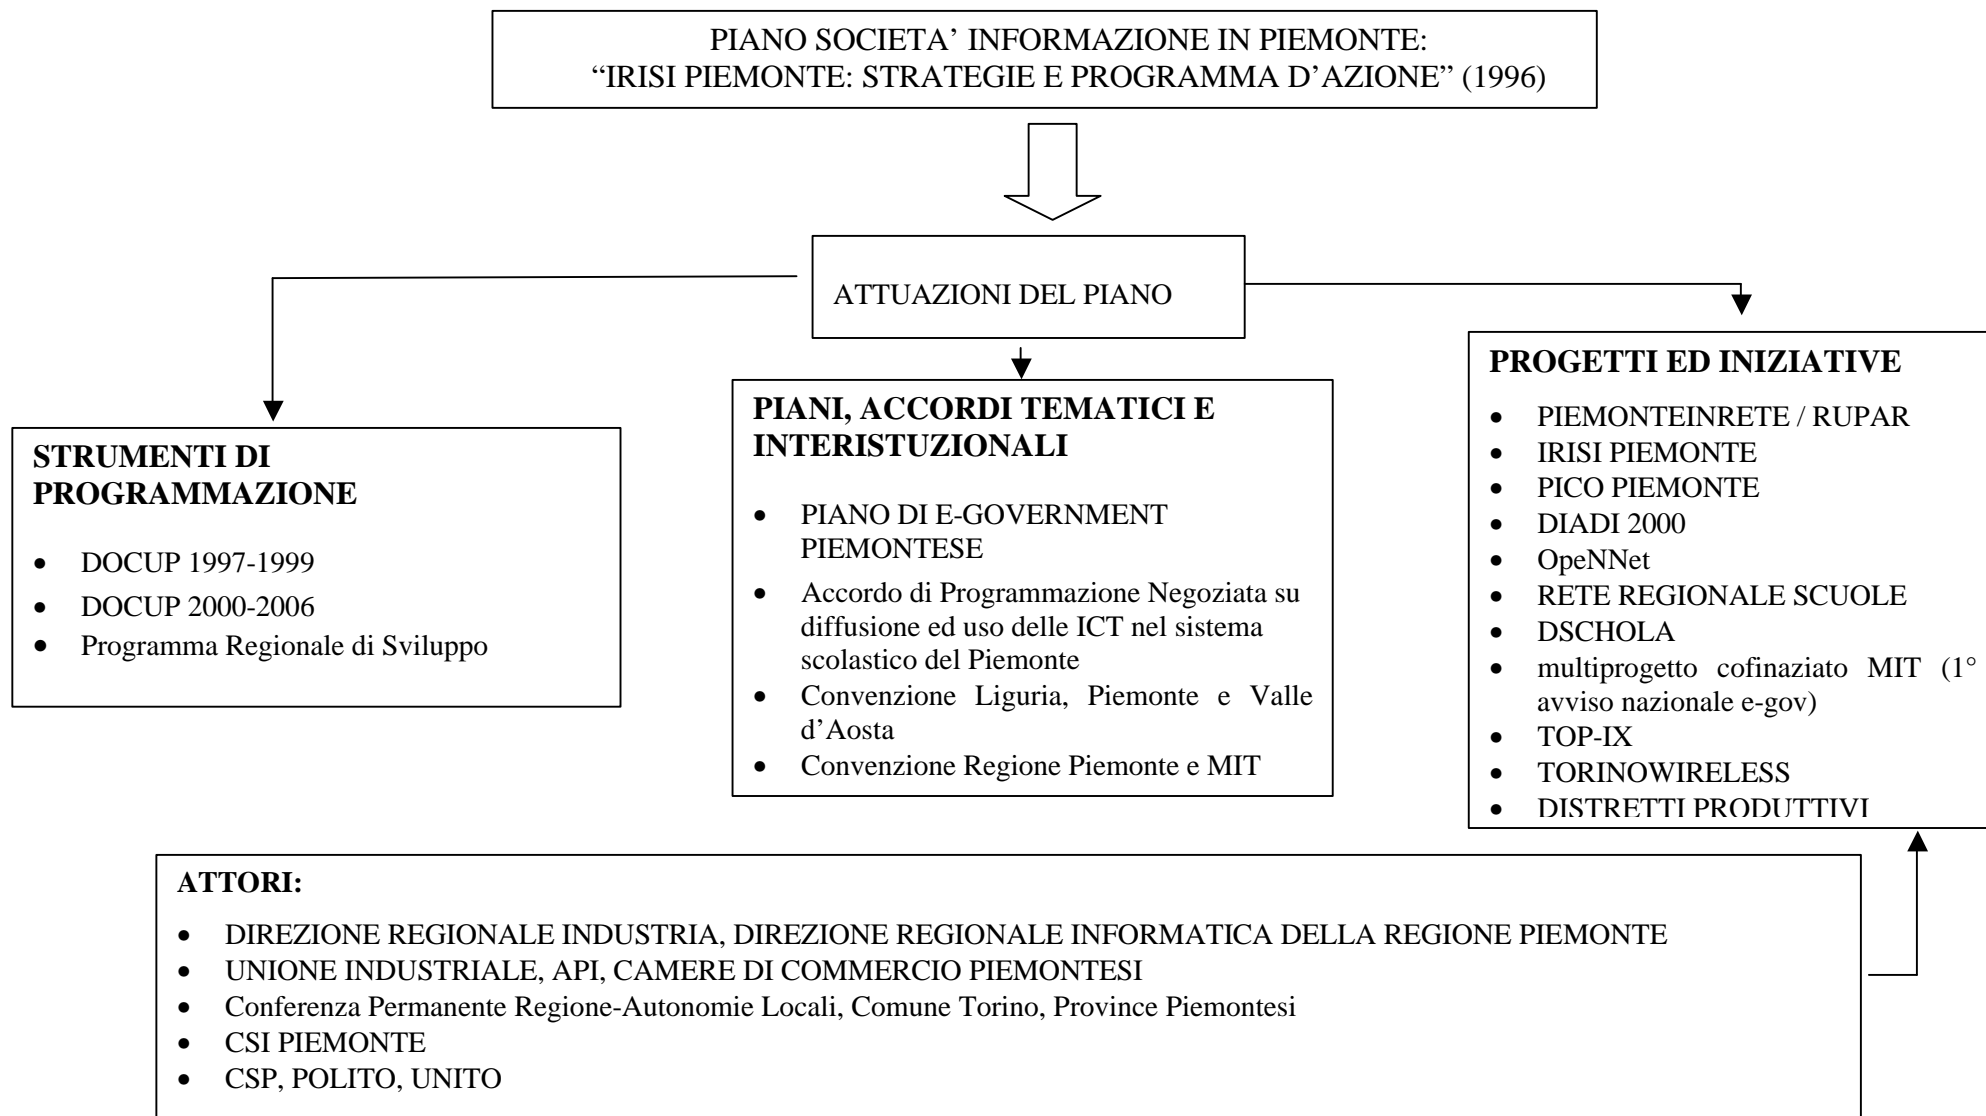 PIANO SOCIETA’ INFORMAZIONE IN PIEMONTE:
“IRISI PIEMONTE: STRATEGIE E PROGRAMMA D’AZIONE” (1996)
ATTUAZIONI DEL PIANO
STRUMENTI DI
PROGRAMMAZIONE
• DOCUP 1997-1999
• DOCUP 2000-2006
• Programma Regionale di Sviluppo
PIANI, ACCORDI TEMATICI E
INTERISTUZIONALI
• PIANO DI E-GOVERNMENT
PIEMONTESE
• Accordo di Programmazione Negoziata su
diffusione ed uso delle ICT nel sistema
scolastico del Piemonte
• Convenzione Liguria, Piemonte e Valle
d’Aosta
• Convenzione Regione Piemonte e MIT
PROGETTI ED INIZIATIVE
• PIEMONTEINRETE / RUPAR
• IRISI PIEMONTE
• PICO PIEMONTE
• DIADI 2000
• OpeNNet
• RETE REGIONALE SCUOLE
• DSCHOLA
• multiprogetto cofinaziato MIT (1°
avviso nazionale e-gov)
• TOP-IX
• TORINOWIRELESS
• DISTRETTI PRODUTTIVI
ATTORI:
• DIREZIONE REGIONALE INDUSTRIA, DIREZIONE REGIONALE INFORMATICA DELLA REGIONE PIEMONTE
• UNIONE INDUSTRIALE, API, CAMERE DI COMMERCIO PIEMONTESI
• Conferenza Permanente Regione-Autonomie Locali, Comune Torino, Province Piemontesi
• CSI PIEMONTE
• CSP, POLITO, UNITO